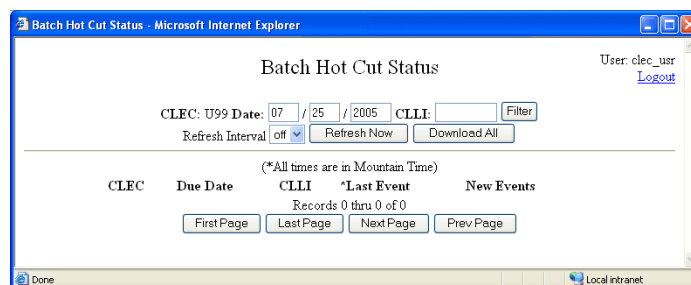 Batch Hot Cut Status - Microsoft Internet Explorer
Batch Hot Cut Status
User: clec_usr
Logout
CLEC: U99 Date: 07 / 25 / 2005 CLLI: Filter
Refresh Interval off Refresh Now Download All
(*All times are in Mountain Time)
CLEC Due Date CLLI *Last Event New Events
Records 0 thru 0 of 0
First Page Last Page Next Page Prev Page
Done Local intranet